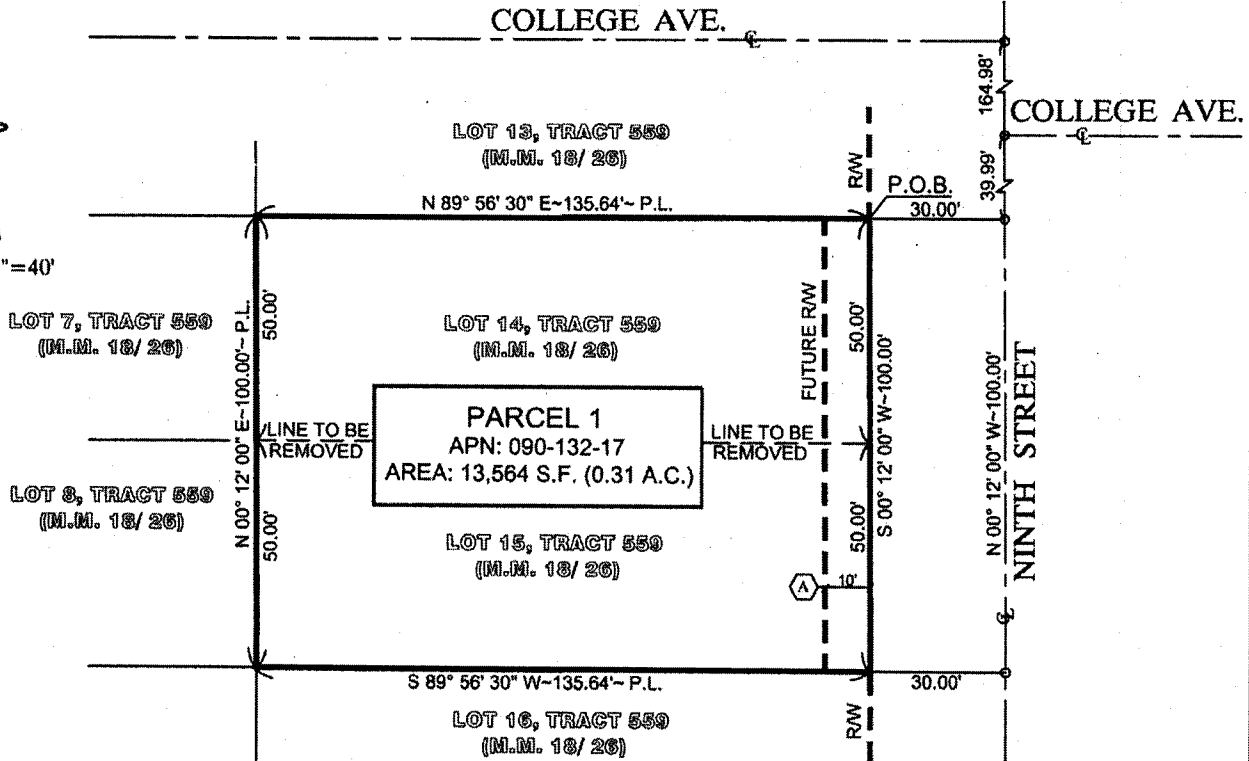 COLLEGE AVE.
℄
164.98'
COLLEGE AVE.
℄
39.99'
LOT 13, TRACT 559
(M.M. 18/ 26)
R/W
P.O.B.
30.00'
N 89° 56' 30" E~135.64'~ P.L.
"=40'
LOT 7, TRACT 559
(M.M. 18/ 26)
N 00° 12' 00" E~100.00'~ P.L.
50.00'
LOT 14, TRACT 559
(M.M. 18/ 26)
FUTURE R/W
50.00'
S 00° 12' 00" W~100.00'
N 00° 12' 00" W~100.00'
NINTH STREET
℄
LINE TO BE
REMOVED
PARCEL 1
APN: 090-132-17
AREA: 13,564 S.F. (0.31 A.C.)
LINE TO BE
REMOVED
LOT 8, TRACT 559
(M.M. 18/ 26)
50.00'
LOT 15, TRACT 559
(M.M. 18/ 26)
50.00'
A
10'
S 89° 56' 30" W~135.64'~ P.L.
30.00'
LOT 16, TRACT 559
(M.M. 18/ 26)
R/W